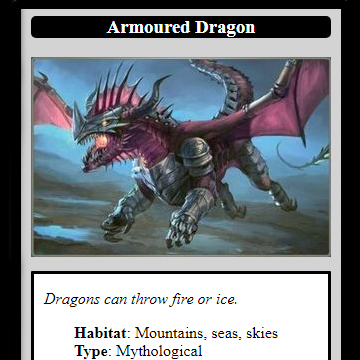 Armoured Dragon
Dragons can throw fire or ice.
Habitat: Mountains, seas, skies
Type: Mythological